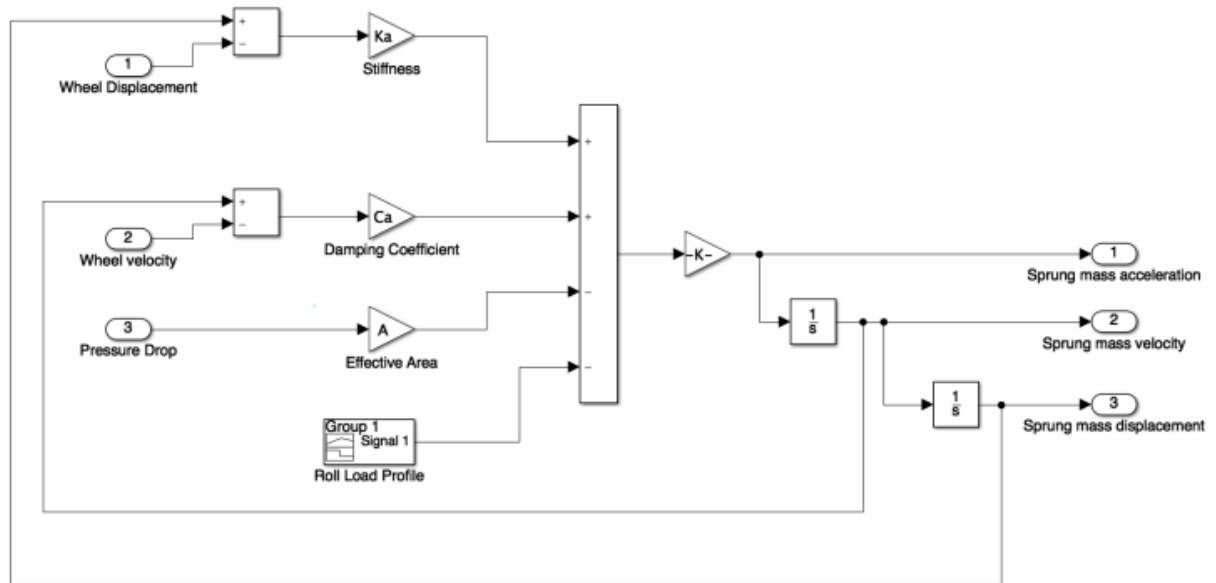 +
−
Ka
Stiffness
1
Wheel Displacement
+
−
Ca
Damping Coefficient
2
Wheel velocity
3
Pressure Drop
A
Effective Area
Group 1
Signal 1
Roll Load Profile
+
+
−
−
-K-
1
Sprung mass acceleration
1
s
2
Sprung mass velocity
1
s
3
Sprung mass displacement